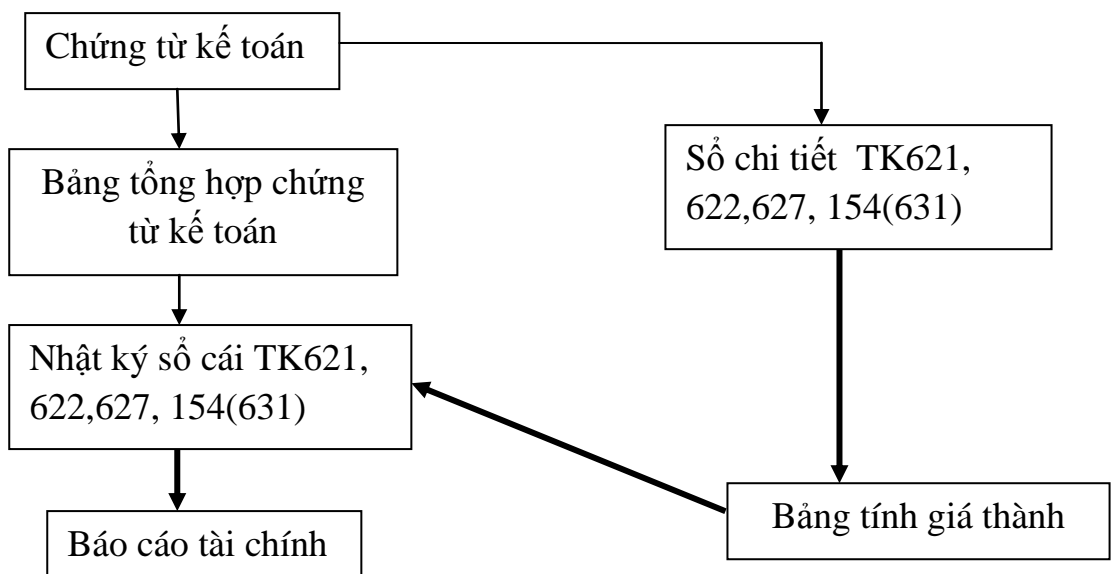 Chứng từ kế toán
Bảng tổng hợp chứng
từ kế toán
Sổ chi tiết TK621,
622,627, 154(631)
Nhật ký sổ cái TK621,
622,627, 154(631)
Bảng tính giá thành
Báo cáo tài chính